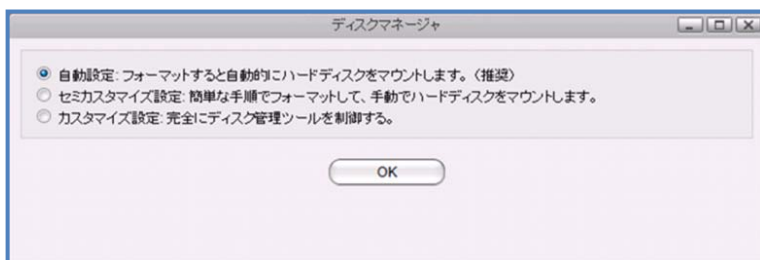 ディスクマネージャ
自動設定: フォーマットすると自動的にハードディスクをマウントします。(推奨)
セミカスタマイズ設定: 簡単な手順でフォーマットして、手動でハードディスクをマウントします。
カスタマイズ設定: 完全にディスク管理ツールを制御する。
OK